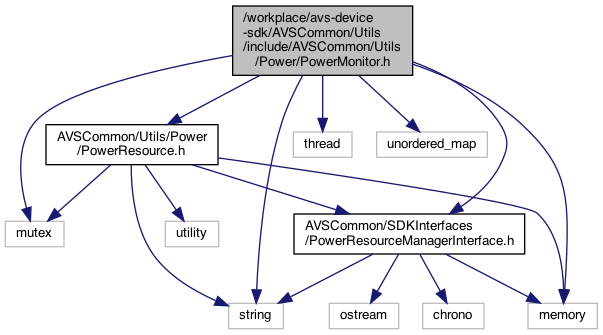 /workplace/avs-device
-sdk/AVSCommon/Utils
/include/AVSCommon/Utils
/Power/PowerMonitor.h
AVSCommon/Utils/Power
/PowerResource.h
thread
unordered_map
mutex
utility
AVSCommon/SDKInterfaces
/PowerResourceManagerInterface.h
string
ostream
chrono
memory